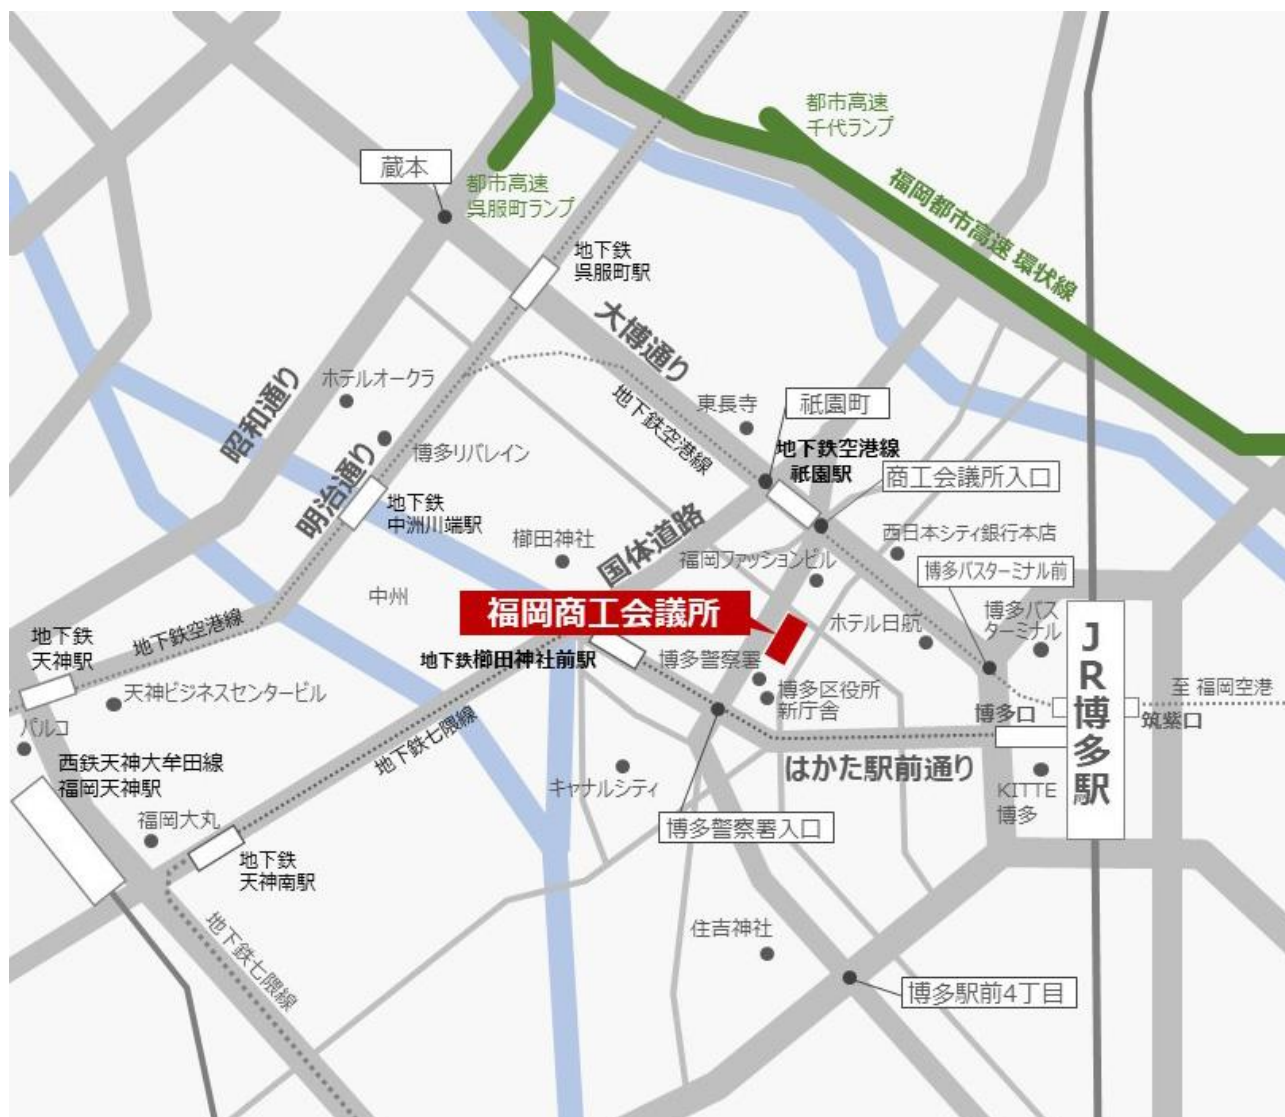 都市高速
千代ランプ
蔵本
都市高速
呉服町ランプ
福岡都市高速 環状線
地下鉄
呉服町駅
大博通り
ホテルオークラ
昭和通り
東長寺
祇園町
地下鉄空港線
地下鉄空港線
祇園駅
博多リバレイン
明治通り
商工会議所入口
地下鉄
中洲川端駅
国体道路
櫛田神社
西日本シティ銀行本店
福岡ファッションビル
博多バスターミナル前
中州
福岡商工会議所
ホテル日航
博多バス
ターミナル
地下鉄空港線
地下鉄
天神駅
地下鉄櫛田神社前駅
博多警察署
JR博多駅
天神ビジネスセンタービル
博多区役所
新庁舎
至 福岡空港
博多口
筑紫口
パルコ
地下鉄七隈線
西鉄天神大牟田線
福岡天神駅
はかた駅前通り
キャナルシティ
KITTE
博多
福岡大丸
博多警察署入口
地下鉄
天神南駅
地下鉄七隈線
住吉神社
博多駅前4丁目